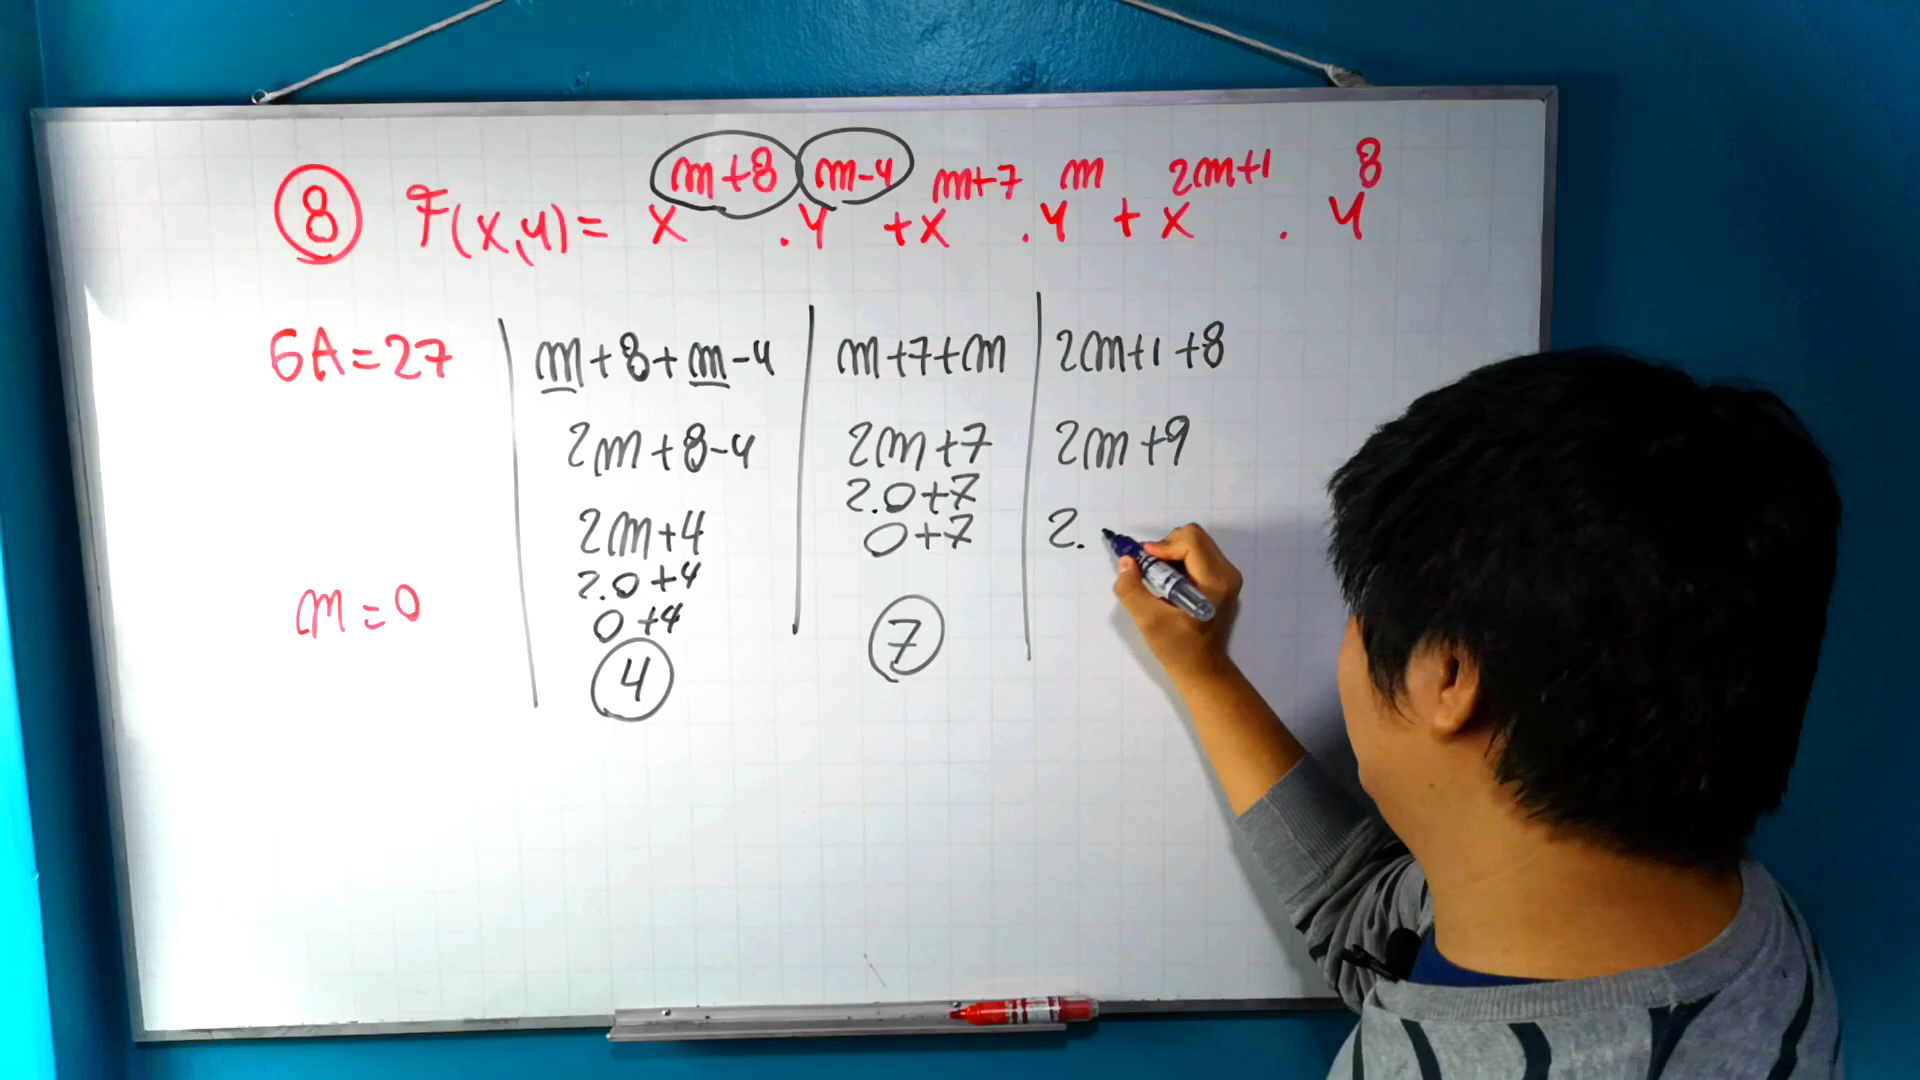 8 F(x,y) = x^{m+8} . y^{m-4} + x^{m+7} . y^{m} + x^{2m+1} . y^{8}
GA = 27
m + 8 + m - 4
m + 7 + m
2m + 1 + 8
2m + 8 - 4
2m + 7
2m + 9
2.0 + 7
2m + 4
0 + 7
2.
2.0 + 4
m = 0
0 + 4
4
7